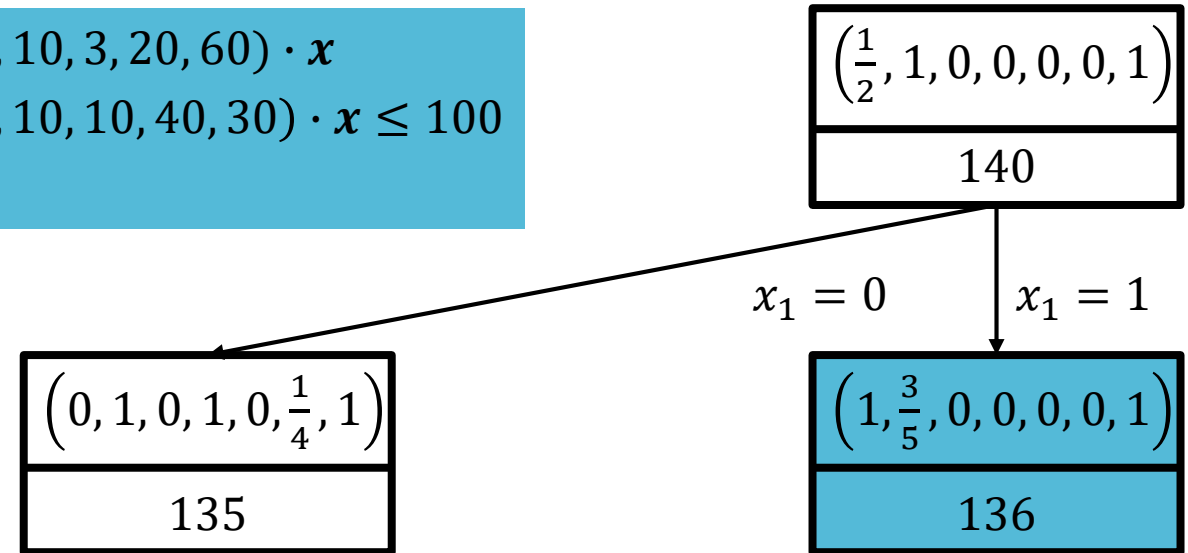 , 10, 3, 20, 60) · x
, 10, 10, 40, 30) · x ≤ 100
(1/2, 1, 0, 0, 0, 0, 1)
140
x₁ = 0
x₁ = 1
(0, 1, 0, 1, 0, 1/4, 1)
135
(1, 3/5, 0, 0, 0, 0, 1)
136